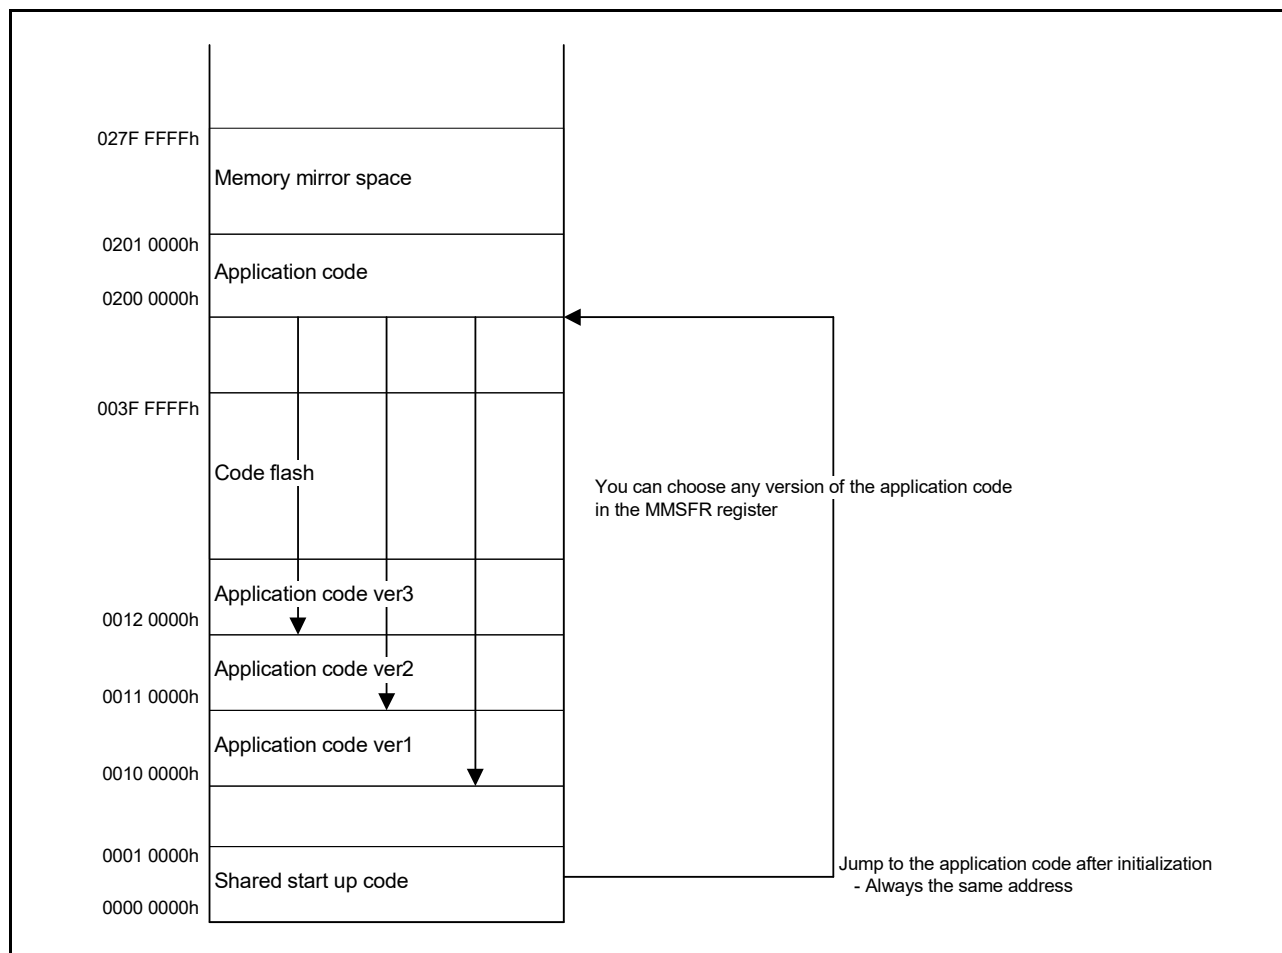 027F FFFFh
Memory mirror space
0201 0000h
Application code
0200 0000h
003F FFFFh
Code flash
You can choose any version of the application code
in the MMSFR register
Application code ver3
0012 0000h
Application code ver2
0011 0000h
Application code ver1
0010 0000h
0001 0000h
Jump to the application code after initialization
- Always the same address
Shared start up code
0000 0000h